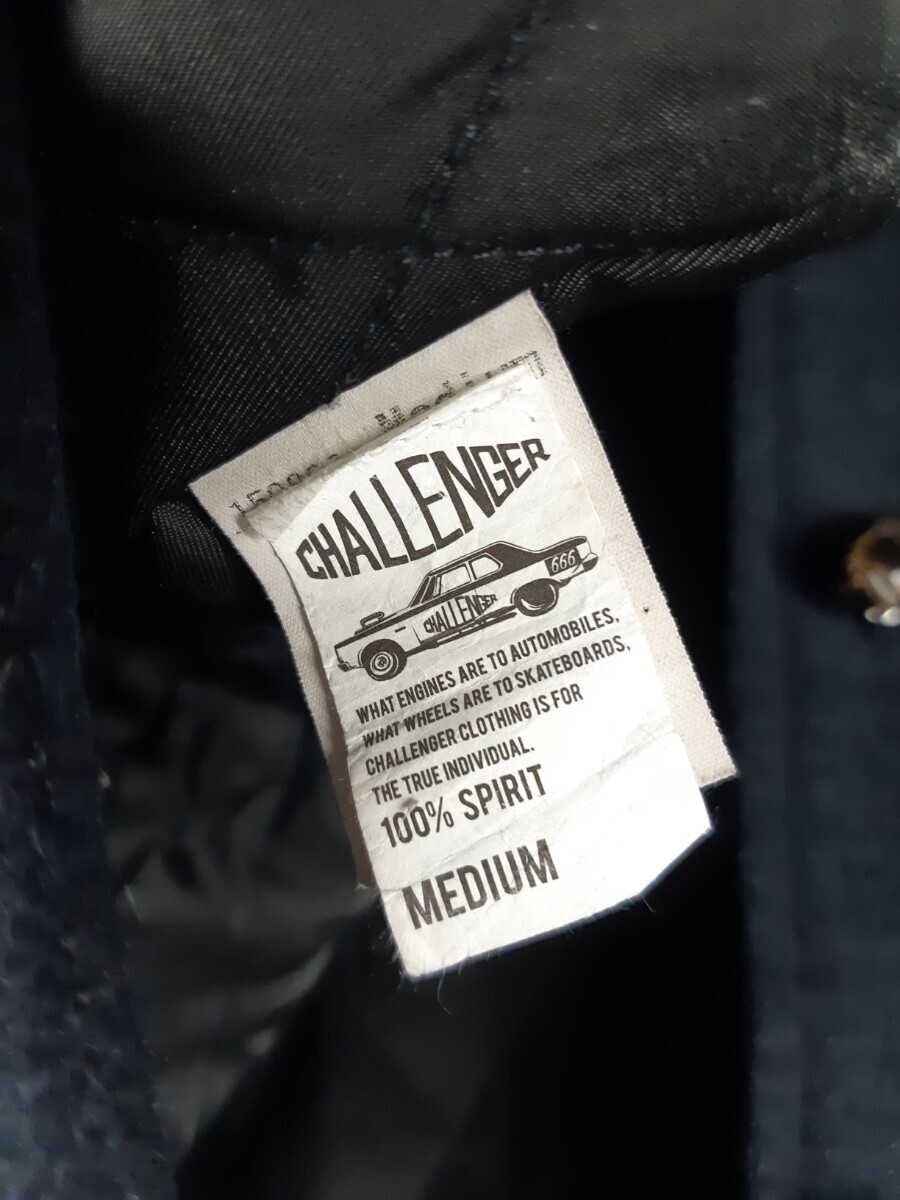 Medium
CHALLENGER
666
CHALLENGER
WHAT ENGINES ARE TO AUTOMOBILES,
WHAT WHEELS ARE TO SKATEBOARDS,
CHALLENGER CLOTHING IS FOR
THE TRUE INDIVIDUAL.
100% SPIRIT
MEDIUM